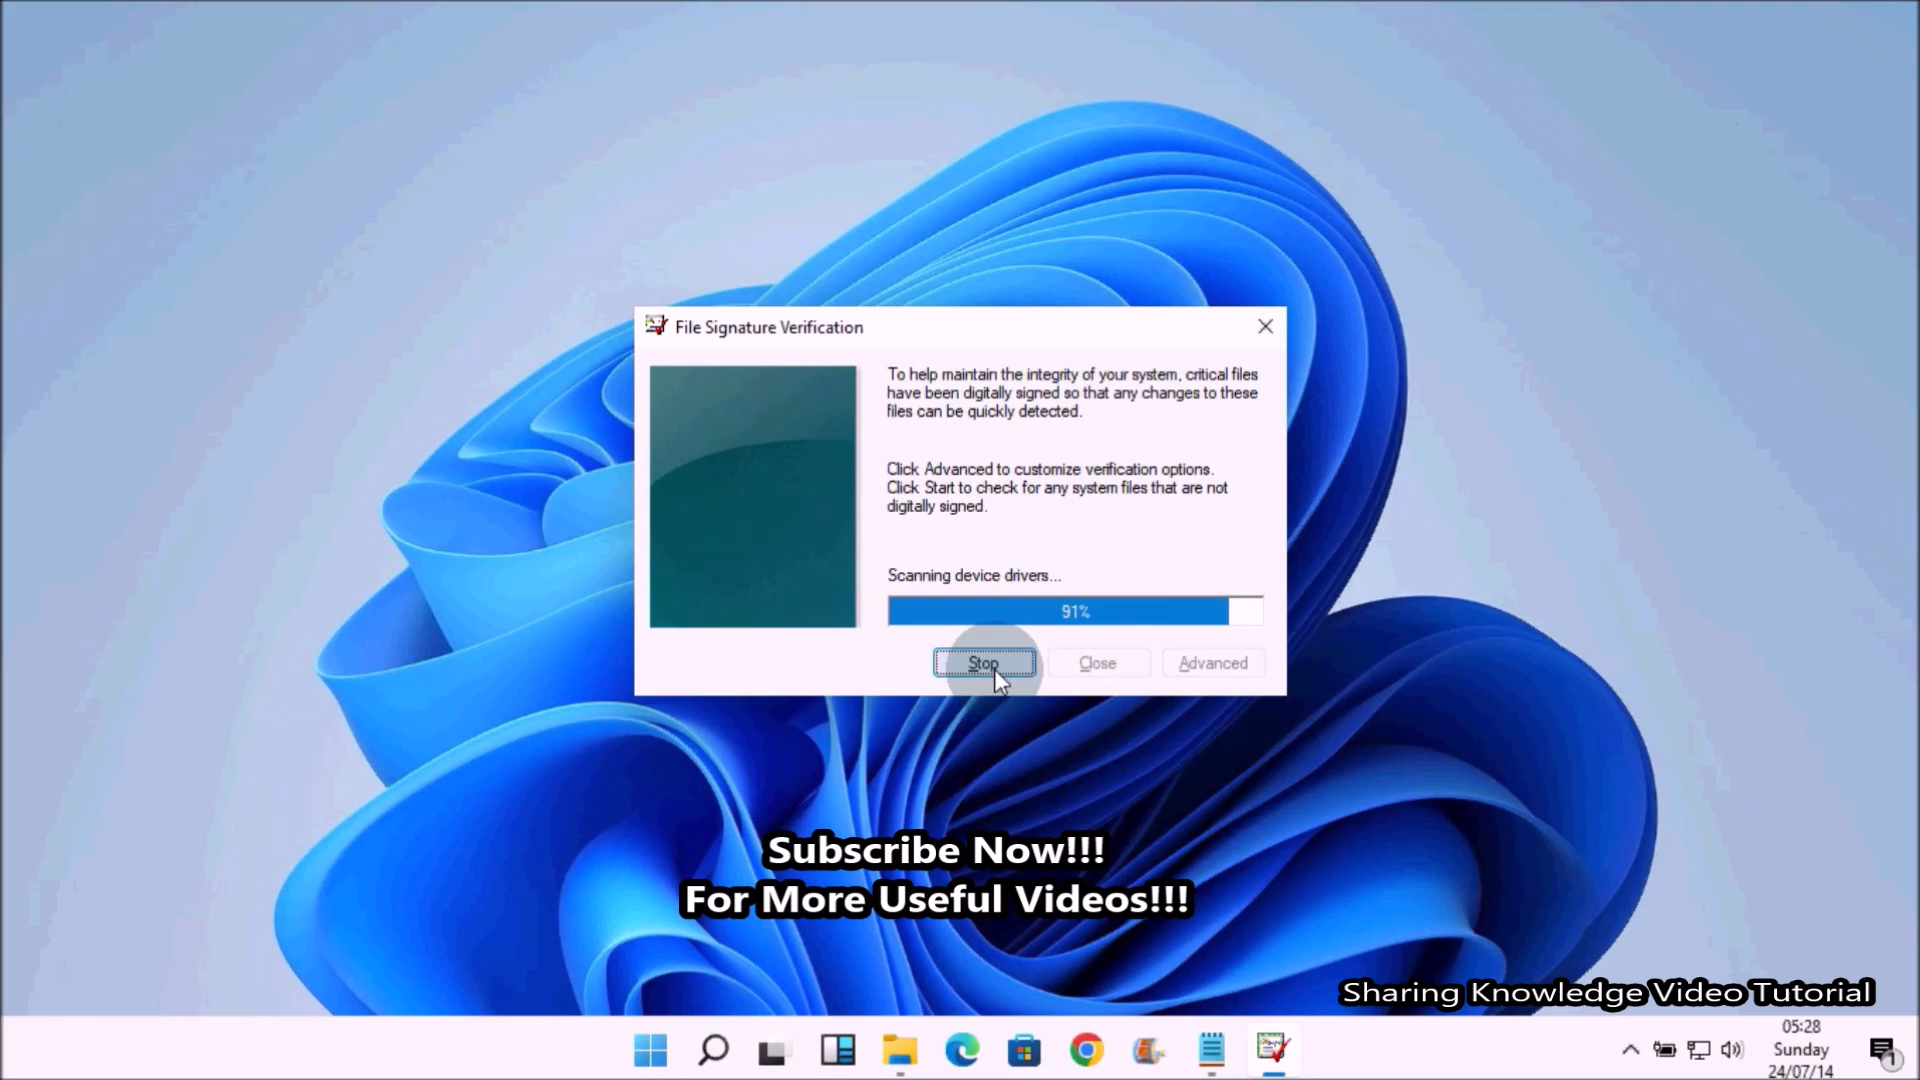 File Signature Verification
To help maintain the integrity of your system, critical files
have been digitally signed so that any changes to these
files can be quickly detected.
Click Advanced to customize verification options.
Click Start to check for any system files that are not
digitally signed.
Scanning device drivers...
91%
Stop
Close
Advanced
Subscribe Now!!!
For More Useful Videos!!!
Sharing Knowledge Video Tutorial
05:28
Sunday
24/07/14
1